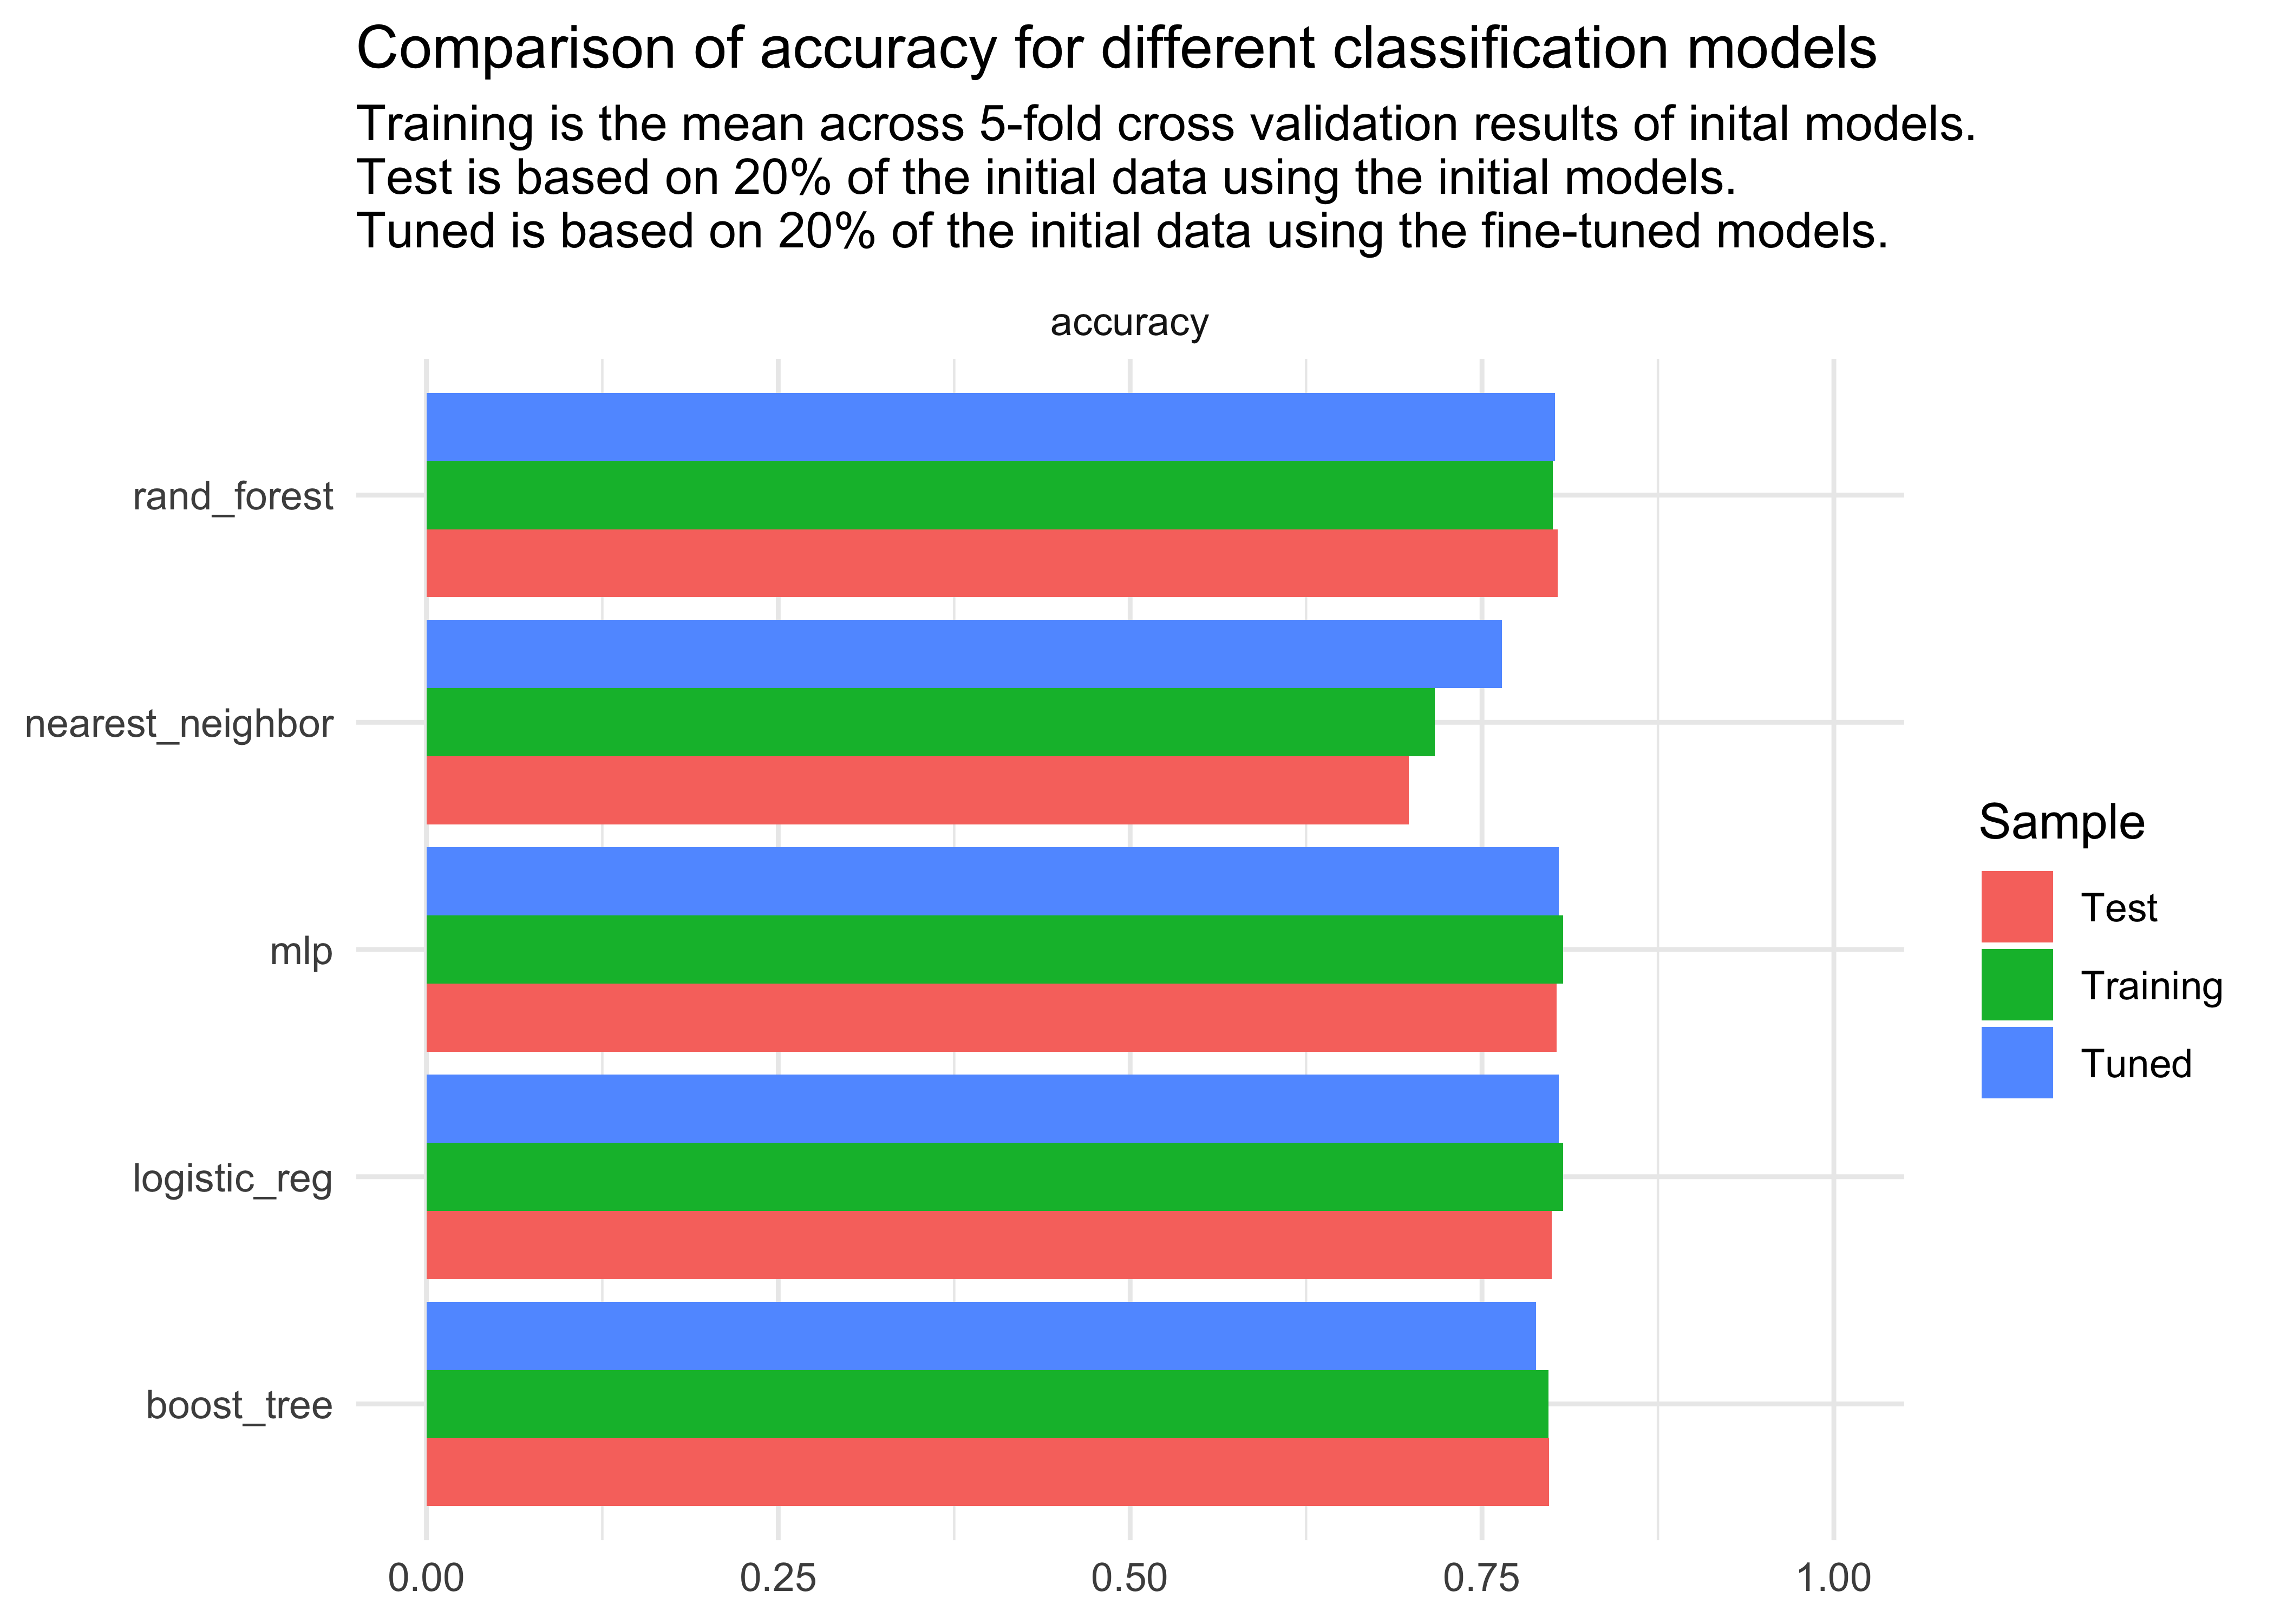 Comparison of accuracy for different classification models
Training is the mean across 5-fold cross validation results of inital models.
Test is based on 20% of the initial data using the initial models.
Tuned is based on 20% of the initial data using the fine-tuned models.
accuracy
rand_forest
nearest_neighbor
mlp
logistic_reg
boost_tree
0.00 0.25 0.50 0.75 1.00
Sample
Test
Training
Tuned